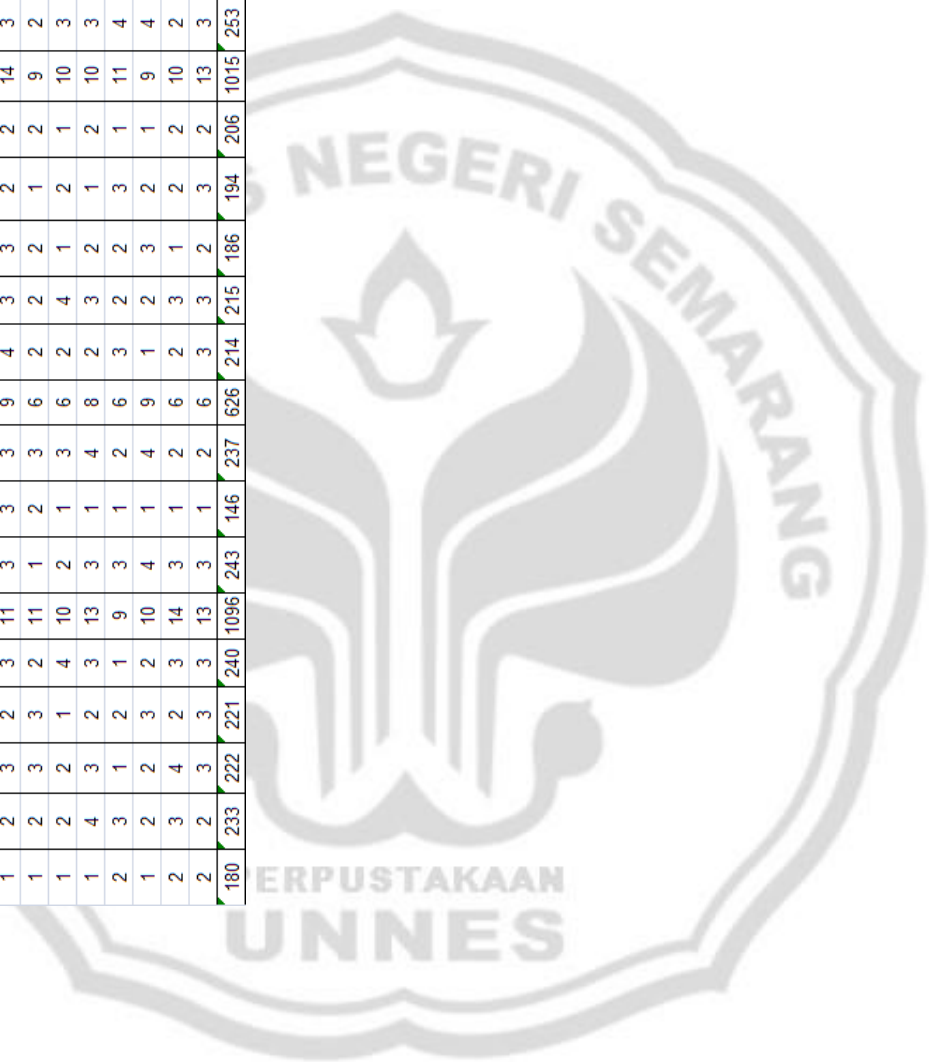 1 2 3 2 3 11 3 3 3 9 4 3 3 2 2 14 3
1 2 3 3 2 11 1 2 3 6 2 2 2 1 2 9 2
1 2 2 1 4 10 2 1 3 6 2 4 1 2 1 10 3
1 4 3 2 3 13 3 1 4 8 2 3 2 1 2 10 3
2 3 1 2 1 9 3 1 2 6 3 2 2 3 1 11 4
1 2 2 3 2 10 4 1 4 9 1 2 3 2 1 9 4
2 3 4 2 3 14 3 1 2 6 2 3 1 2 2 10 2
2 2 3 3 3 13 3 1 2 6 3 3 2 3 2 13 3
180 233 222 221 240 1096 243 146 237 626 214 215 186 194 206 1015 253
S NEGERI SEMARANG
PERPUSTAKAAN
UNNES